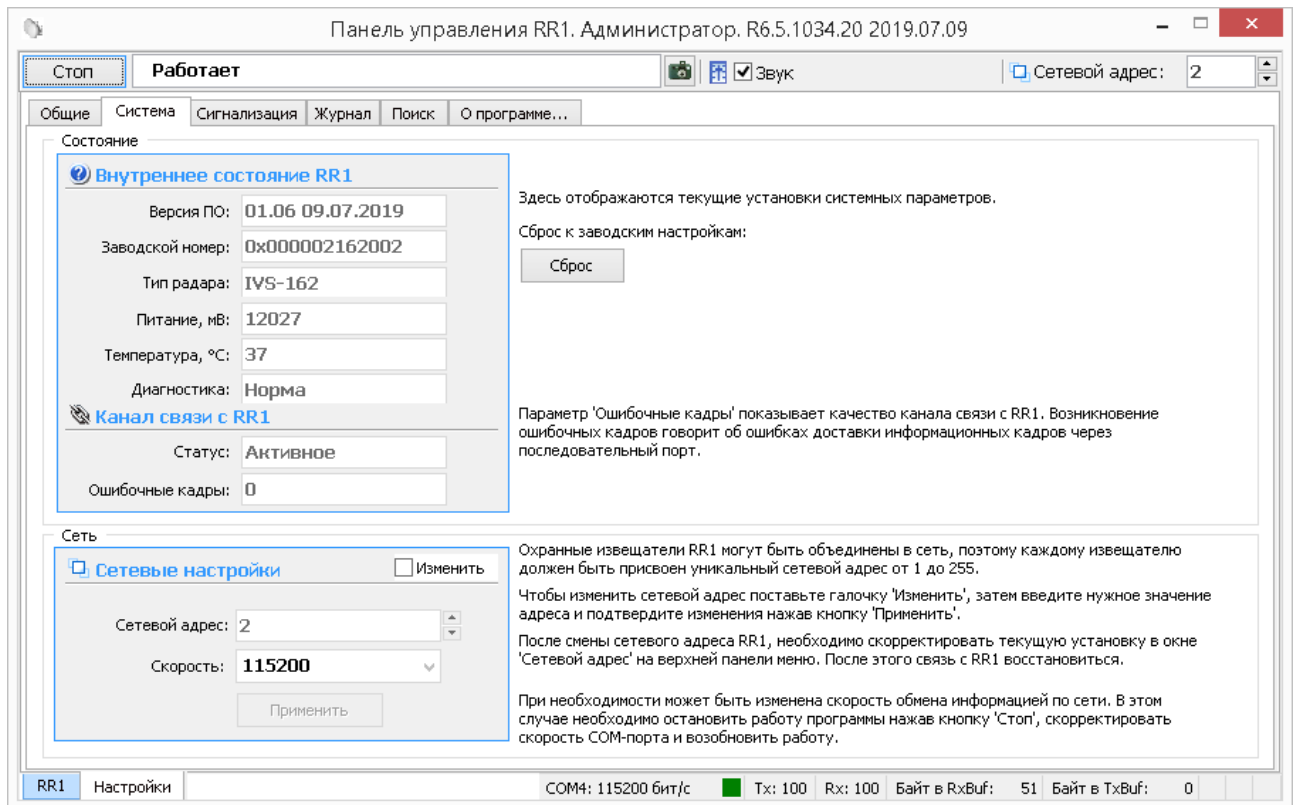 Панель управления RR1. Администратор. R6.5.1034.20 2019.07.09
Стоп
Работает
Звук
Сетевой адрес: 2
Общие
Система
Сигнализация
Журнал
Поиск
О программе...
Состояние
Внутреннее состояние RR1
Версия ПО: 01.06 09.07.2019
Заводской номер: 0x000002162002
Тип радара: IVS-162
Питание, мВ: 12027
Температура, °C: 37
Диагностика: Норма
Канал связи с RR1
Статус: Активное
Ошибочные кадры: 0
Здесь отображаются текущие установки системных параметров.
Сброс к заводским настройкам:
Сброс
Параметр 'Ошибочные кадры' показывает качество канала связи с RR1. Возникновение
ошибочных кадров говорит об ошибках доставки информационных кадров через
последовательный порт.
Сеть
Сетевые настройки
Изменить
Сетевой адрес: 2
Скорость: 115200
Применить
Охранные извещатели RR1 могут быть объединены в сеть, поэтому каждому извещателю
должен быть присвоен уникальный сетевой адрес от 1 до 255.
Чтобы изменить сетевой адрес поставьте галочку 'Изменить', затем введите нужное значение
адреса и подтвердите изменения нажав кнопку 'Применить'.
После смены сетевого адреса RR1, необходимо скорректировать текущую установку в окне
'Сетевой адрес' на верхней панели меню. После этого связь с RR1 восстановиться.
При необходимости может быть изменена скорость обмена информацией по сети. В этом
случае необходимо остановить работу программы нажав кнопку 'Стоп', скорректировать
скорость COM-порта и возобновить работу.
RR1
Настройки
COM4: 115200 бит/с
Tx: 100
Rx: 100
Байт в RxBuf: 51
Байт в TxBuf: 0